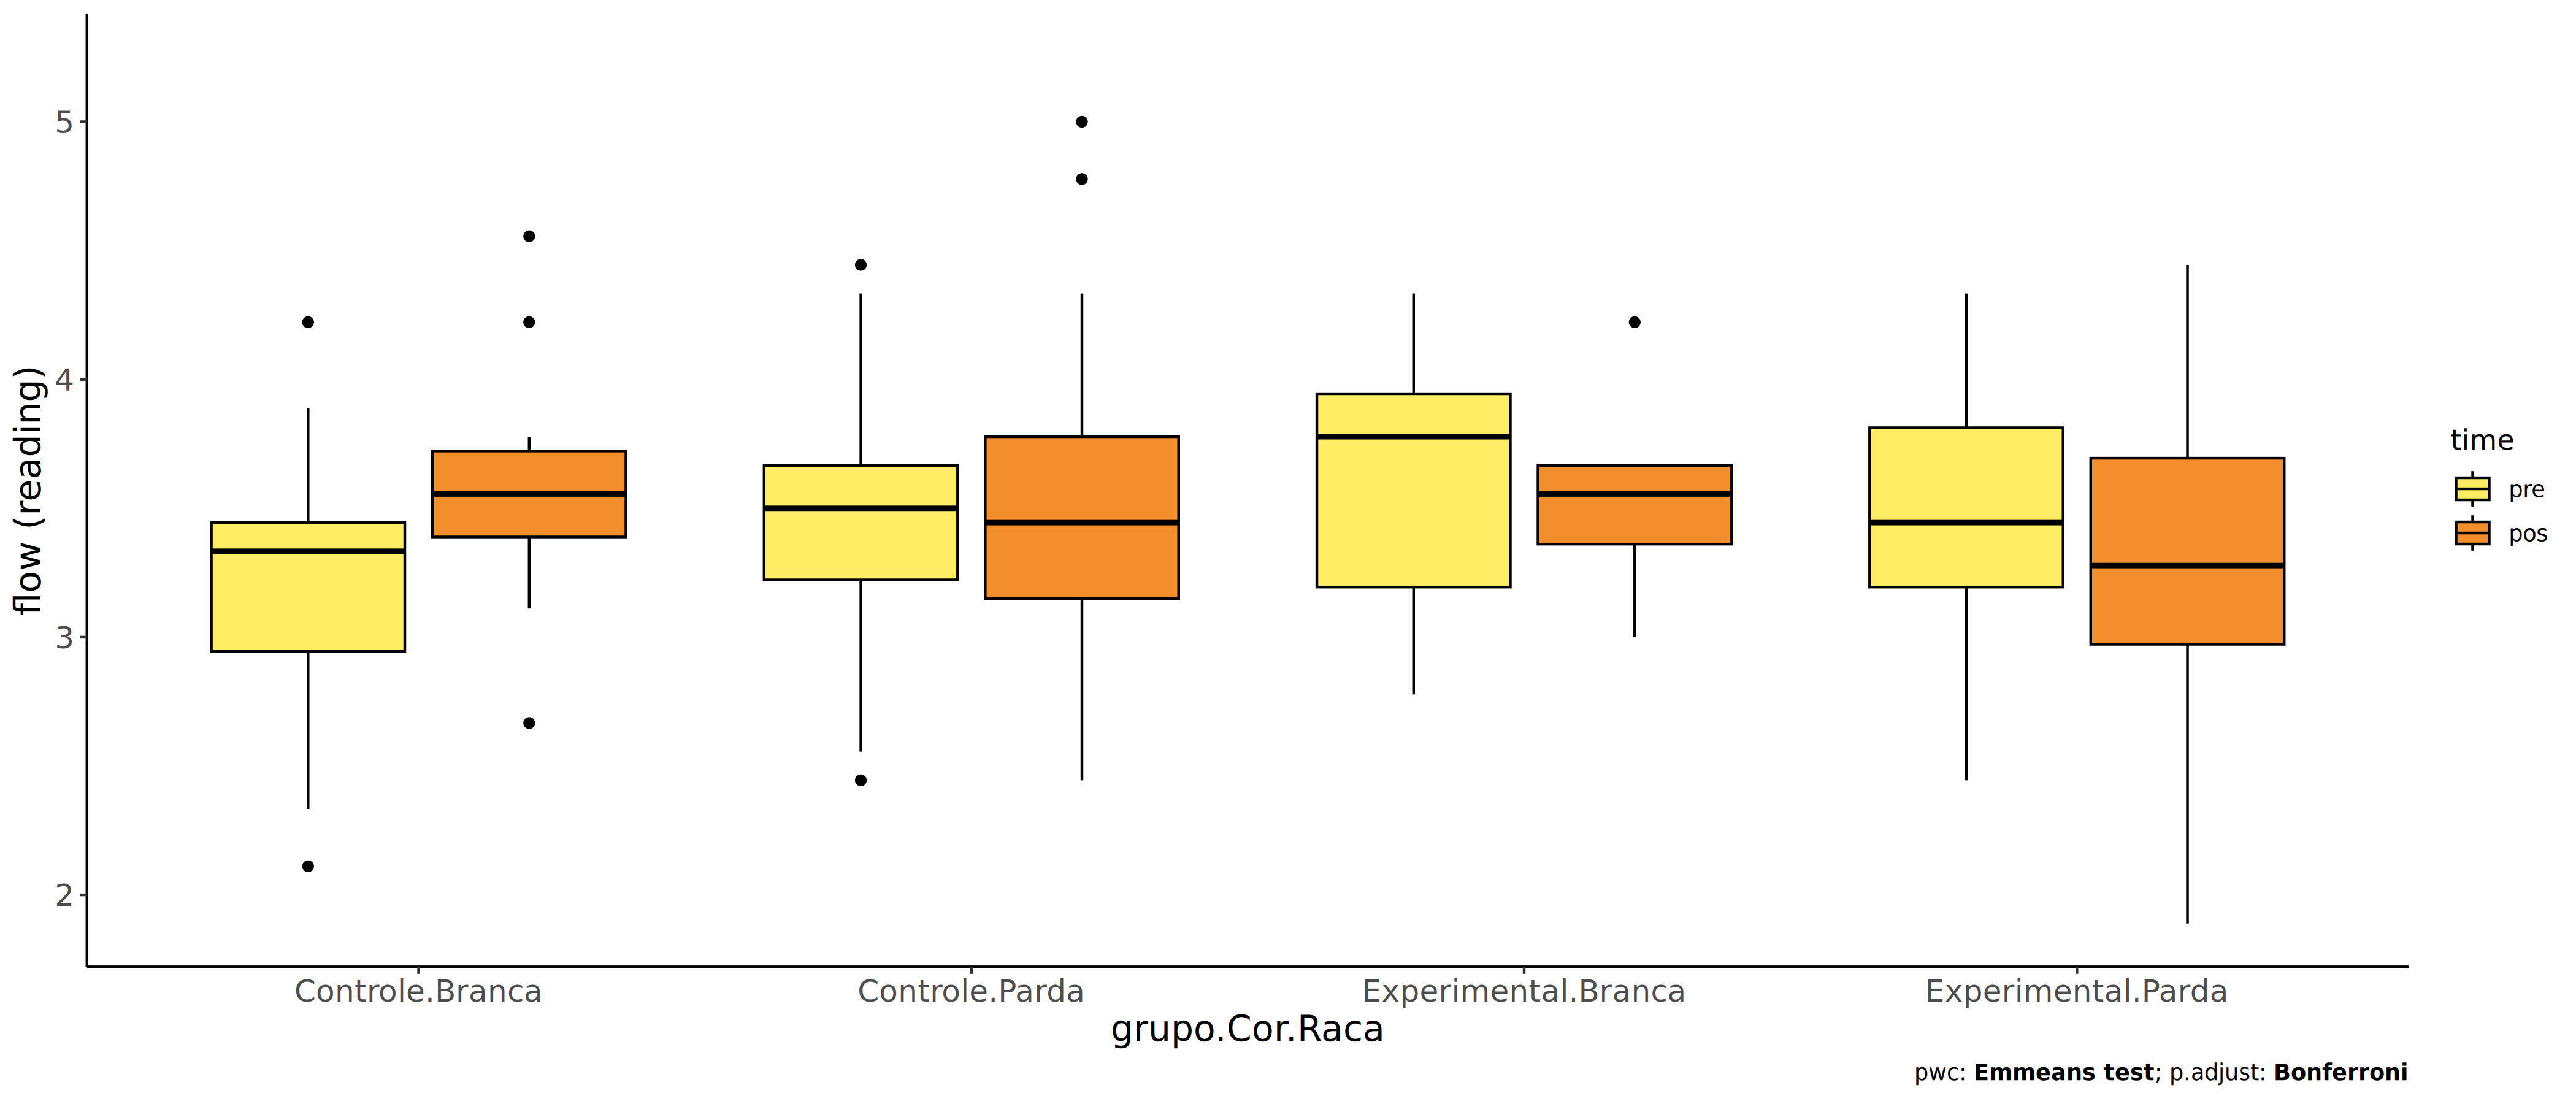 flow (reading)
5
4
3
2
Controle.Branca
Controle.Parda
Experimental.Branca
Experimental.Parda
grupo.Cor.Raca
time
pre
pos
pwc: Emmeans test; p.adjust: Bonferroni